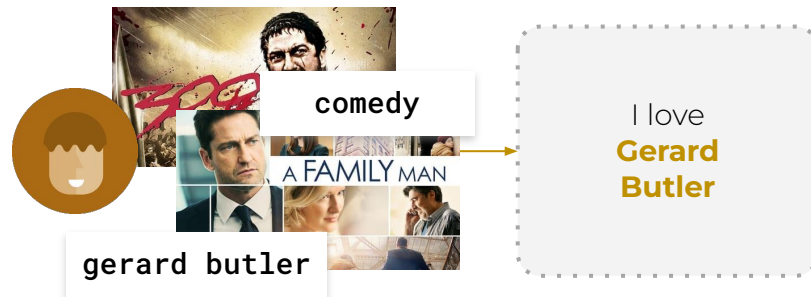 300
comedy
A FAMILY MAN
gerard butler
I love
Gerard
Butler